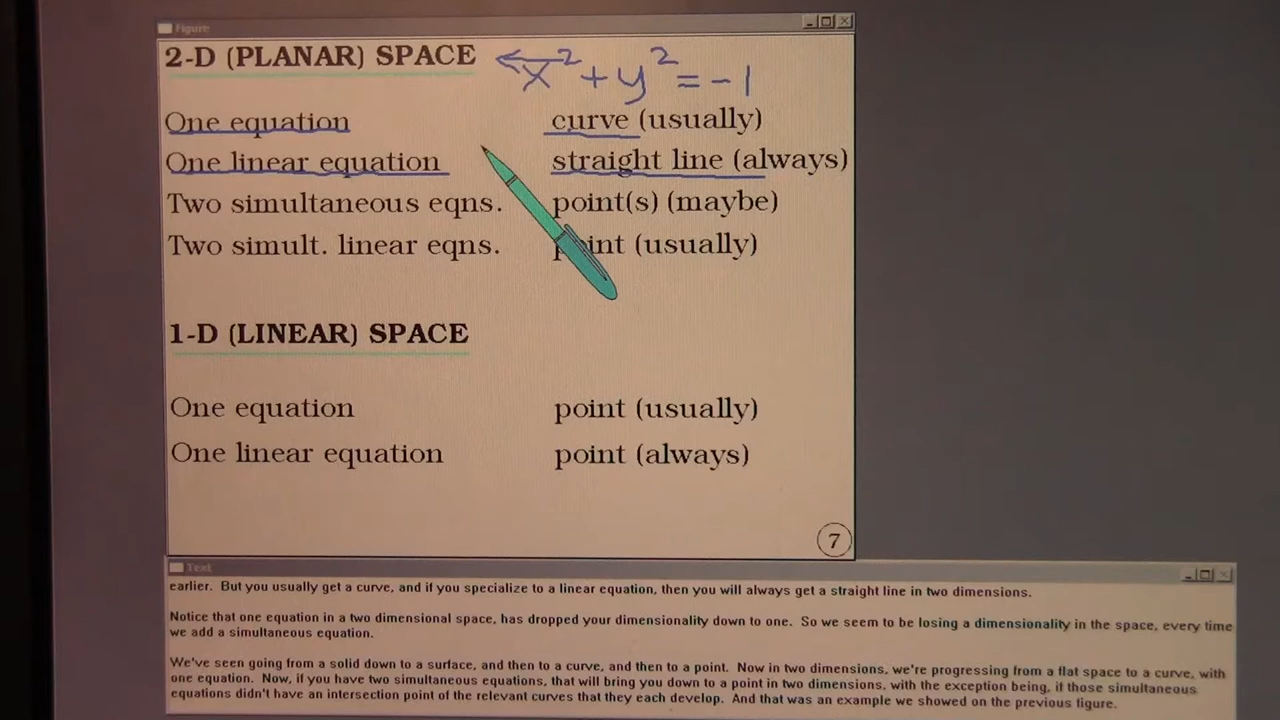 Figure
2-D (PLANAR) SPACE
x² + y² = -1
One equation curve (usually)
One linear equation straight line (always)
Two simultaneous eqns. point(s) (maybe)
Two simult. linear eqns. point (usually)
1-D (LINEAR) SPACE
One equation point (usually)
One linear equation point (always)
7
Text
earlier. But you usually get a curve, and if you specialize to a linear equation, then you will always get a straight line in two dimensions.
Notice that one equation in a two dimensional space, has dropped your dimensionality down to one. So we seem to be losing a dimensionality in the space, every time
we add a simultaneous equation.
We've seen going from a solid down to a surface, and then to a curve, and then to a point. Now in two dimensions, we're progressing from a flat space to a curve, with
one equation. Now, if you have two simultaneous equations, that will bring you down to a point in two dimensions, with the exception being, if those simultaneous
equations didn't have an intersection point of the relevant curves that they each develop. And that was an example we showed on the previous figure.